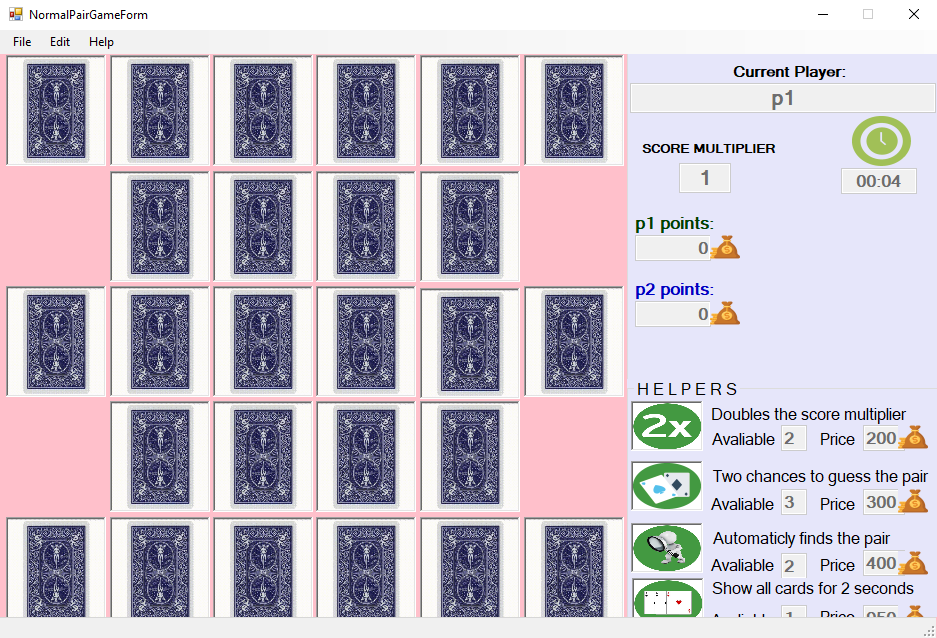 NormalPairGameForm
File Edit Help
Current Player:
p1
SCORE MULTIPLIER
1
00:04
p1 points:
0
p2 points:
0
HELPERS
2x
Doubles the score multiplier
Avaliable 2 Price 200
Two chances to guess the pair
Avaliable 3 Price 300
Automaticly finds the pair
Avaliable 2 Price 400
Show all cards for 2 seconds
Avaliable 1 Price